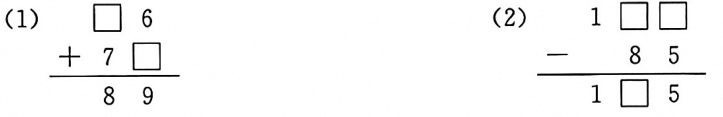 (1) □ 6
+ 7 □
8 9
(2) 1 □ □
− 8 5
1 □ 5